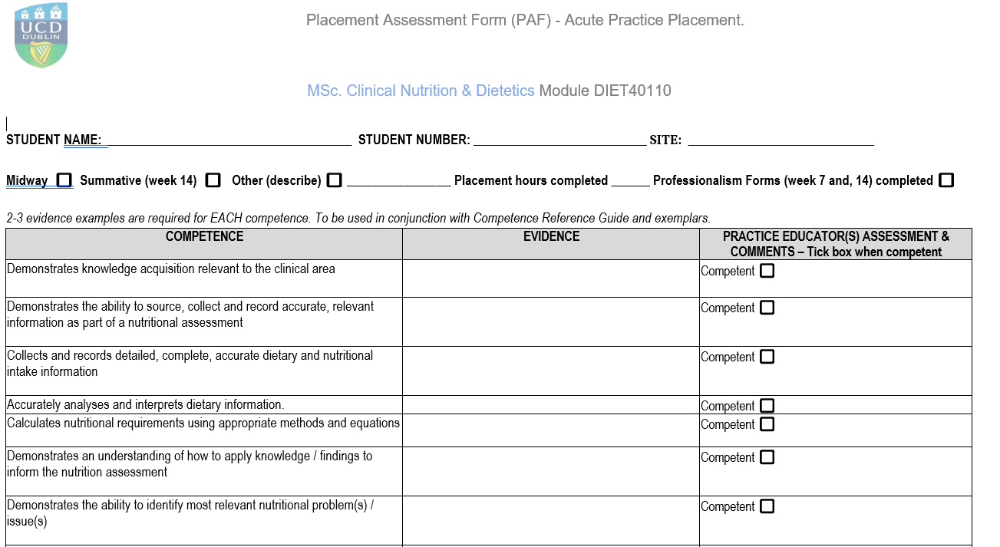 UCD
DUBLIN
Placement Assessment Form (PAF) - Acute Practice Placement.
MSc. Clinical Nutrition & Dietetics Module DIET40110
STUDENT NAME: ______ STUDENT NUMBER: ______ SITE: ______
Midway ☐ Summative (week 14) ☐ Other (describe) ☐ ______ Placement hours completed ______ Professionalism Forms (week 7 and, 14) completed ☐
2-3 evidence examples are required for EACH competence. To be used in conjunction with Competence Reference Guide and exemplars.
COMPETENCE
EVIDENCE
PRACTICE EDUCATOR(S) ASSESSMENT &
COMMENTS – Tick box when competent
Demonstrates knowledge acquisition relevant to the clinical area
Competent ☐
Demonstrates the ability to source, collect and record accurate, relevant
information as part of a nutritional assessment
Competent ☐
Collects and records detailed, complete, accurate dietary and nutritional
intake information
Competent ☐
Accurately analyses and interprets dietary information.
Competent ☐
Calculates nutritional requirements using appropriate methods and equations
Competent ☐
Demonstrates an understanding of how to apply knowledge / findings to
inform the nutrition assessment
Competent ☐
Demonstrates the ability to identify most relevant nutritional problem(s) /
issue(s)
Competent ☐